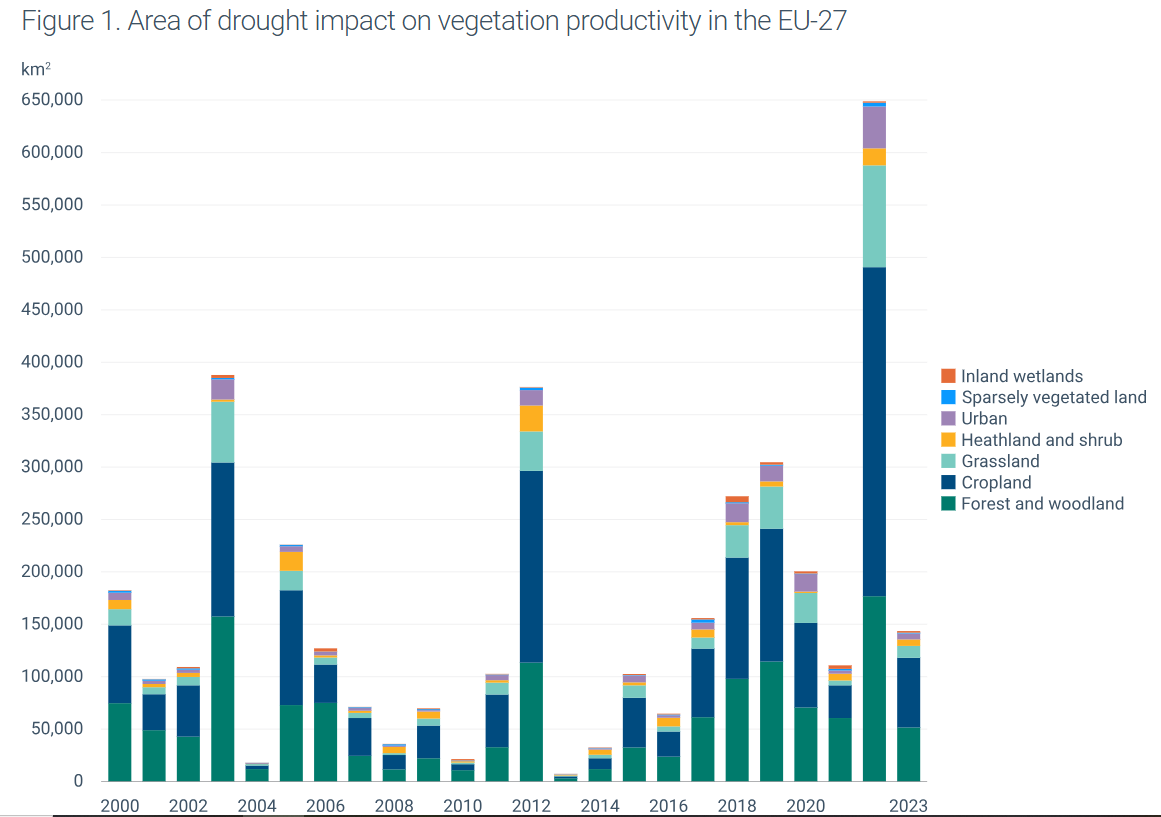 Figure 1. Area of drought impact on vegetation productivity in the EU-27
km²
650,000
600,000
550,000
500,000
450,000
400,000
350,000
300,000
250,000
200,000
150,000
100,000
50,000
0
Inland wetlands
Sparsely vegetated land
Urban
Heathland and shrub
Grassland
Cropland
Forest and woodland
2000 2002 2004 2006 2008 2010 2012 2014 2016 2018 2020 2023